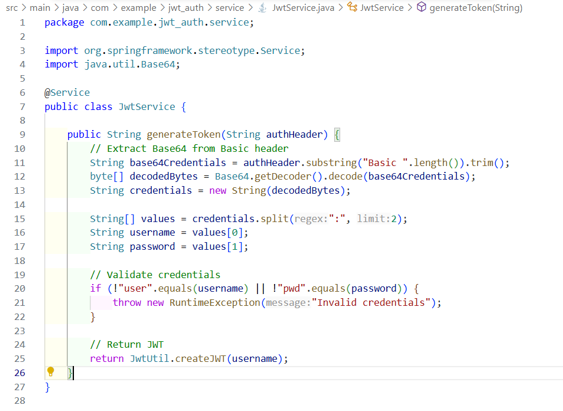 src > main > java > com > example > jwt_auth > service > JwtService.java > JwtService > generateToken(String)
1 package com.example.jwt_auth.service;
2
3 import org.springframework.stereotype.Service;
4 import java.util.Base64;
5
6 @Service
7 public class JwtService {
8
9 public String generateToken(String authHeader) {
10 // Extract Base64 from Basic header
11 String base64Credentials = authHeader.substring("Basic ".length()).trim();
12 byte[] decodedBytes = Base64.getDecoder().decode(base64Credentials);
13 String credentials = new String(decodedBytes);
14
15 String[] values = credentials.split(regex:":", limit:2);
16 String username = values[0];
17 String password = values[1];
18
19 // Validate credentials
20 if (!"user".equals(username) || !"pwd".equals(password)) {
21 throw new RuntimeException(message:"Invalid credentials");
22 }
23
24 // Return JWT
25 return JwtUtil.createJWT(username);
26 }
27 }
28